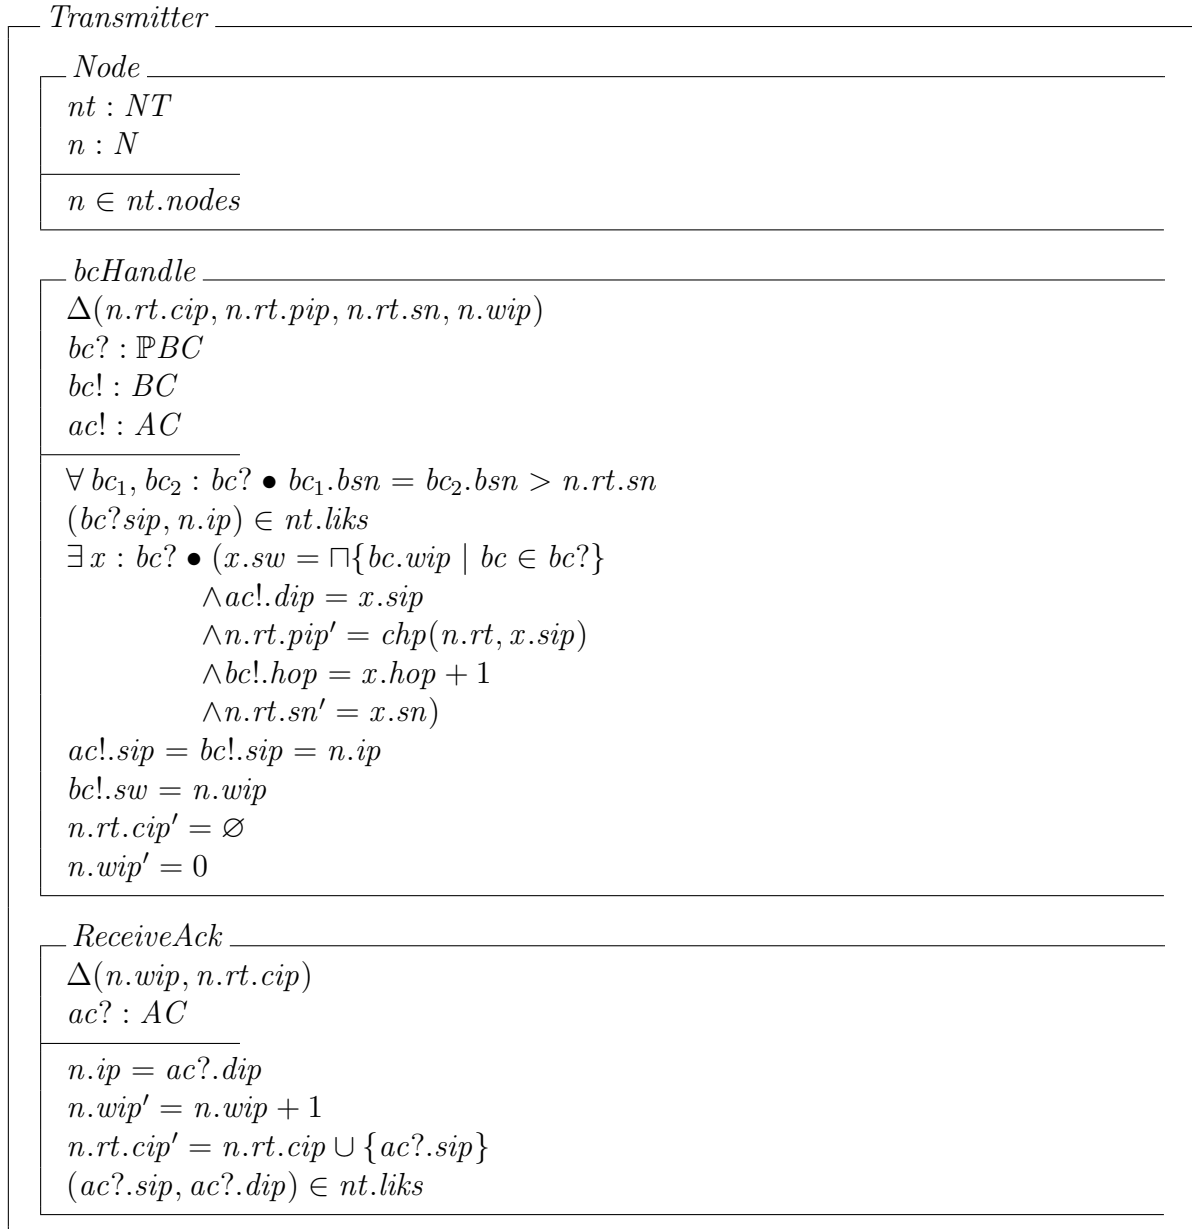 Transmitter
Node
nt : NT
n : N
n ∈ nt.nodes
bcHandle
Δ(n.rt.cip, n.rt.pip, n.rt.sn, n.wip)
bc? : ℙBC
bc! : BC
ac! : AC
∀ bc₁, bc₂ : bc? • bc₁.bsn = bc₂.bsn > n.rt.sn
(bc?sip, n.ip) ∈ nt.liks
∃ x : bc? • (x.sw = ⊓{bc.wip | bc ∈ bc?}
∧ac!.dip = x.sip
∧n.rt.pip′ = chp(n.rt, x.sip)
∧bc!.hop = x.hop + 1
∧n.rt.sn′ = x.sn)
ac!.sip = bc!.sip = n.ip
bc!.sw = n.wip
n.rt.cip′ = ∅
n.wip′ = 0
ReceiveAck
Δ(n.wip, n.rt.cip)
ac? : AC
n.ip = ac?.dip
n.wip′ = n.wip + 1
n.rt.cip′ = n.rt.cip ∪ {ac?.sip}
(ac?.sip, ac?.dip) ∈ nt.liks